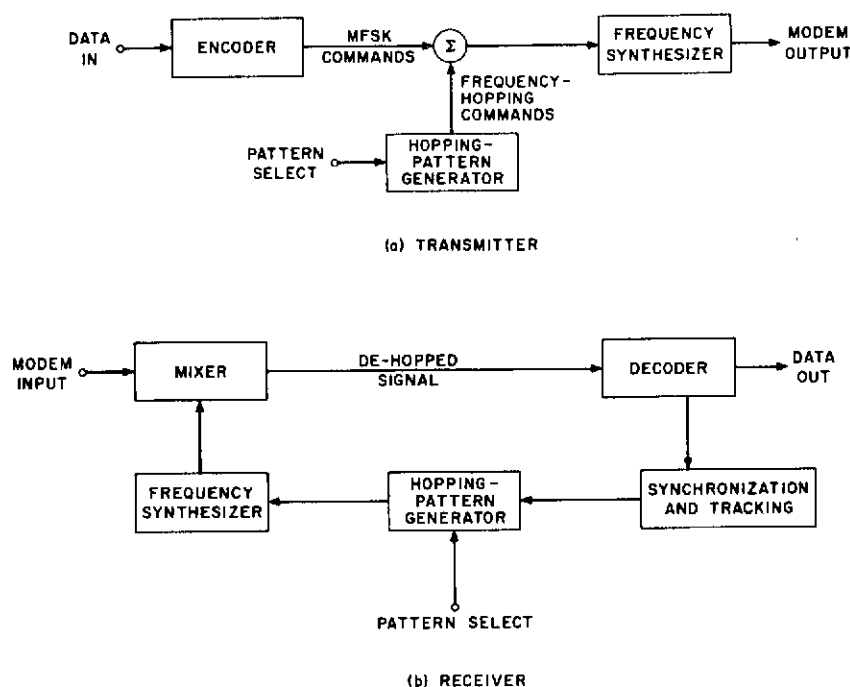 DATA
IN
ENCODER
MFSK
COMMANDS
Σ
FREQUENCY
SYNTHESIZER
MODEM
OUTPUT
FREQUENCY-
HOPPING
COMMANDS
PATTERN
SELECT
HOPPING-
PATTERN
GENERATOR
(a) TRANSMITTER
MODEM
INPUT
MIXER
DE-HOPPED
SIGNAL
DECODER
DATA
OUT
FREQUENCY
SYNTHESIZER
HOPPING-
PATTERN
GENERATOR
SYNCHRONIZATION
AND TRACKING
PATTERN SELECT
(b) RECEIVER